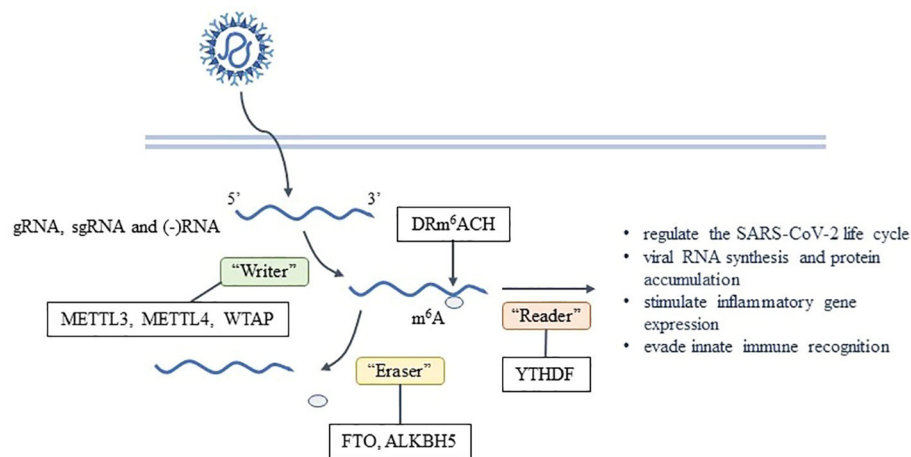 5’
3’
gRNA, sgRNA and (-)RNA
DRm⁶ACH
“Writer”
METTL3, METTL4, WTAP
m⁶A
“Reader”
YTHDF
“Eraser”
FTO, ALKBH5
• regulate the SARS-CoV-2 life cycle
• viral RNA synthesis and protein
accumulation
• stimulate inflammatory gene
expression
• evade innate immune recognition